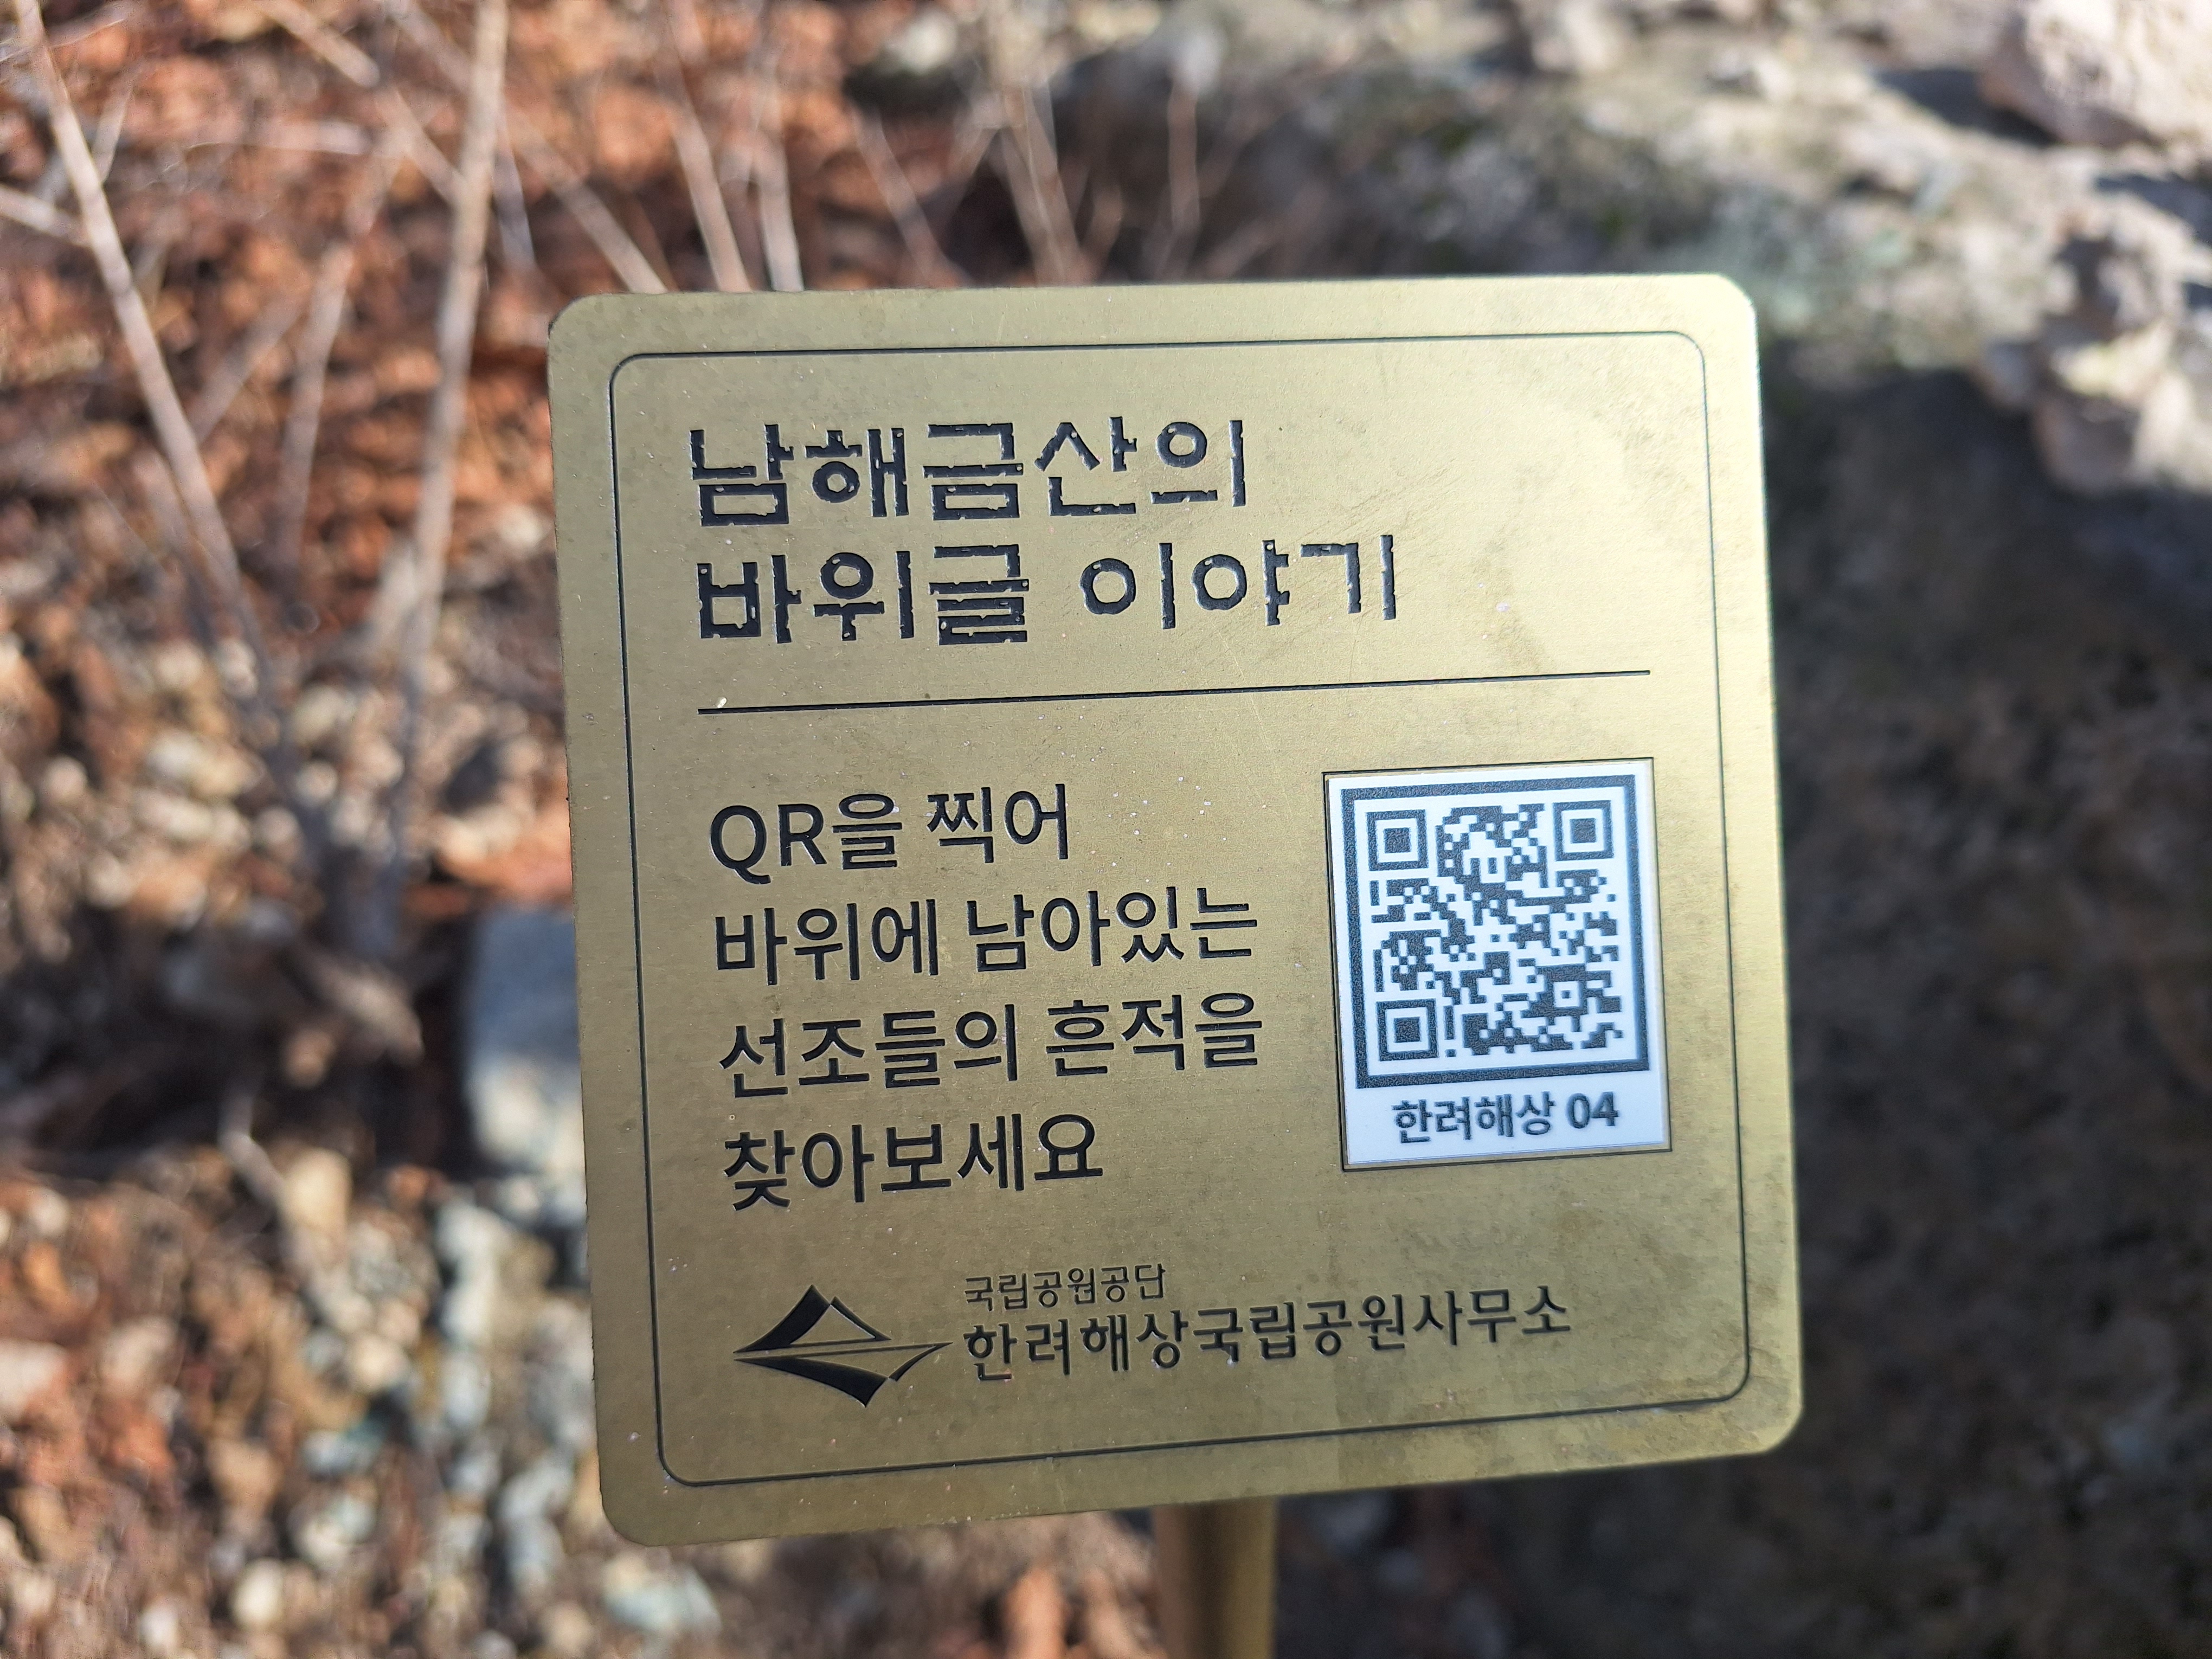 남해금산의
바위글 이야기
QR을 찍어
바위에 남아있는
선조들의 흔적을
찾아보세요
한려해상 04
국립공원공단
한려해상국립공원사무소